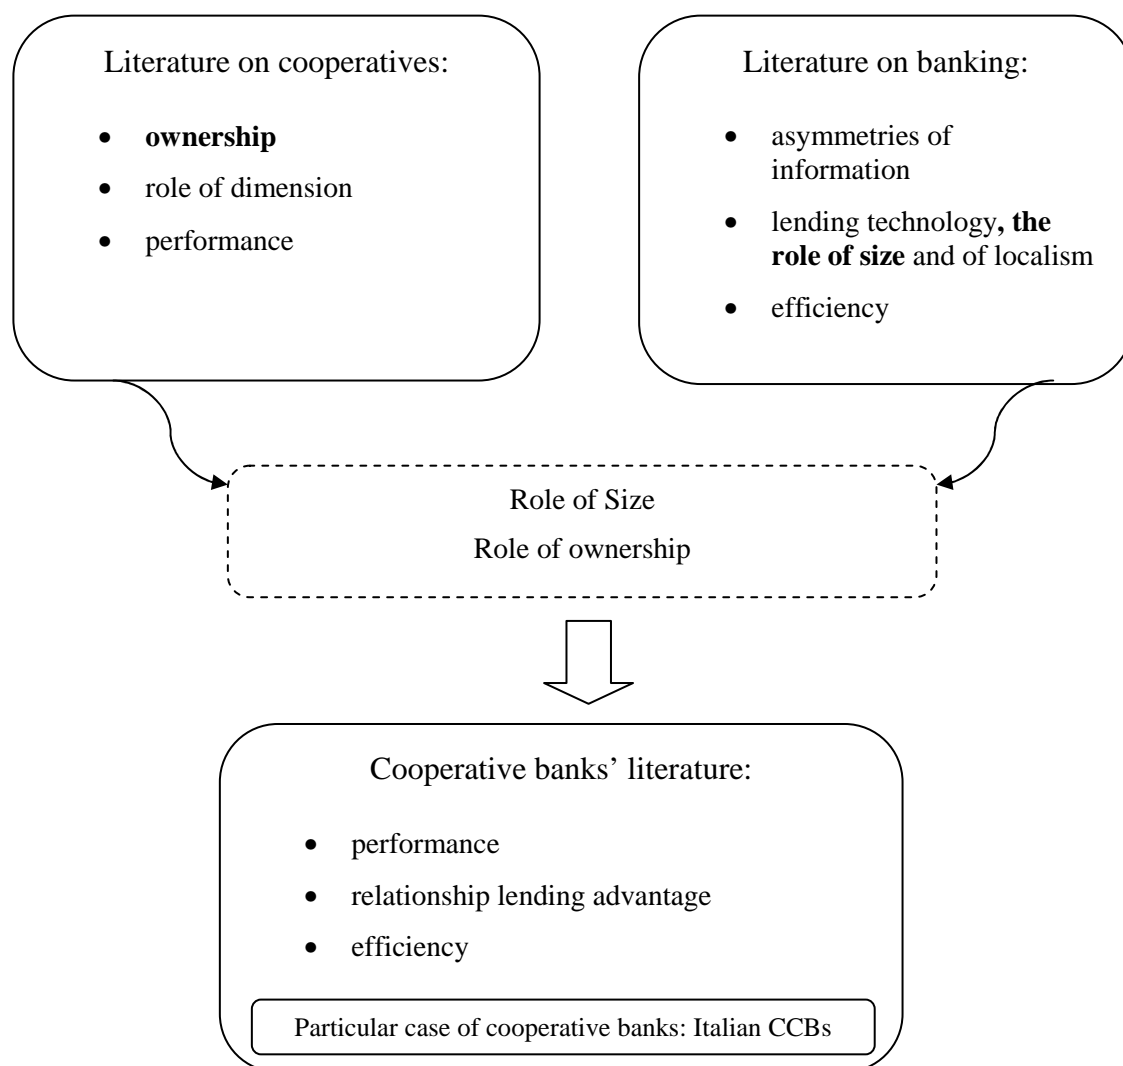 Literature on cooperatives:
• ownership
• role of dimension
• performance
Literature on banking:
• asymmetries of
information
• lending technology, the
role of size and of localism
• efficiency
Role of Size
Role of ownership
Cooperative banks’ literature:
• performance
• relationship lending advantage
• efficiency
Particular case of cooperative banks: Italian CCBs